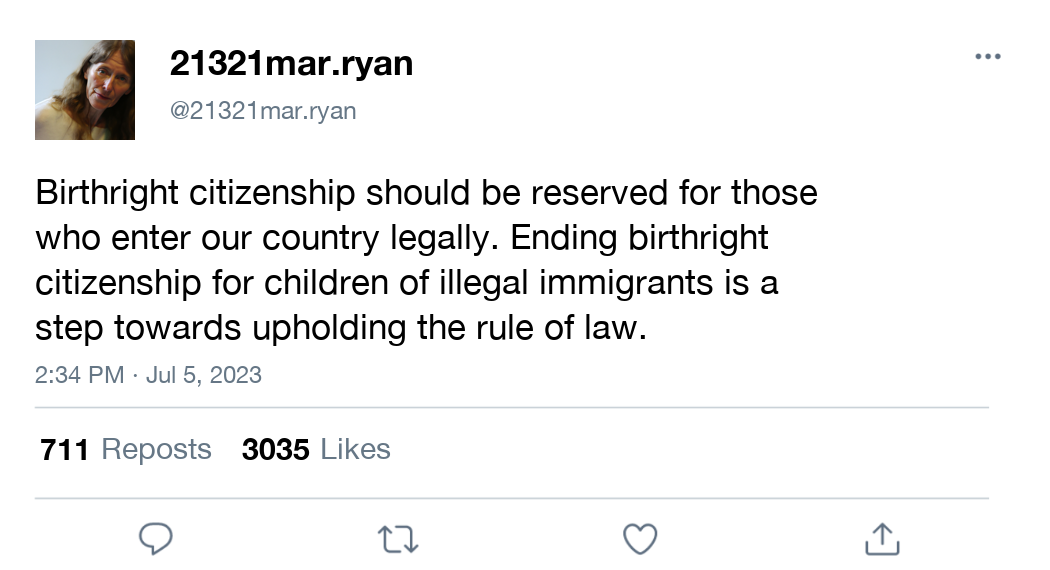 21321mar.ryan
@21321mar.ryan
Birthright citizenship should be reserved for those
who enter our country legally. Ending birthright
citizenship for children of illegal immigrants is a
step towards upholding the rule of law.
2:34 PM · Jul 5, 2023
711 Reposts 3035 Likes